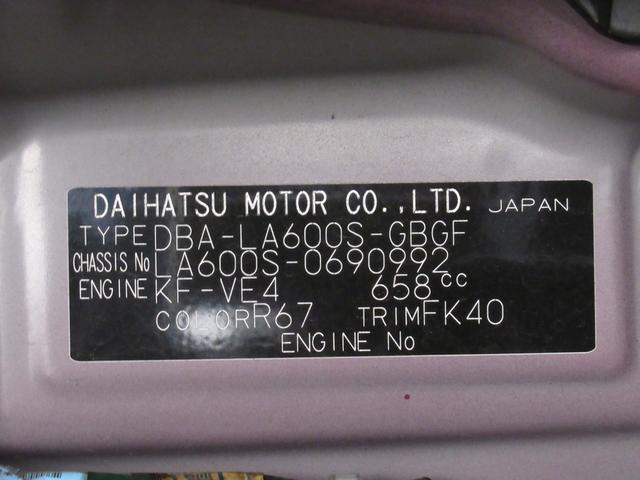 DAIHATSU MOTOR CO.,LTD. JAPAN
TYPE DBA-LA600S-GBGF
CHASSIS No LA600S-0690992
ENGINE KF-VE4 658cc
COLOR R67 TRIM FK40
ENGINE No